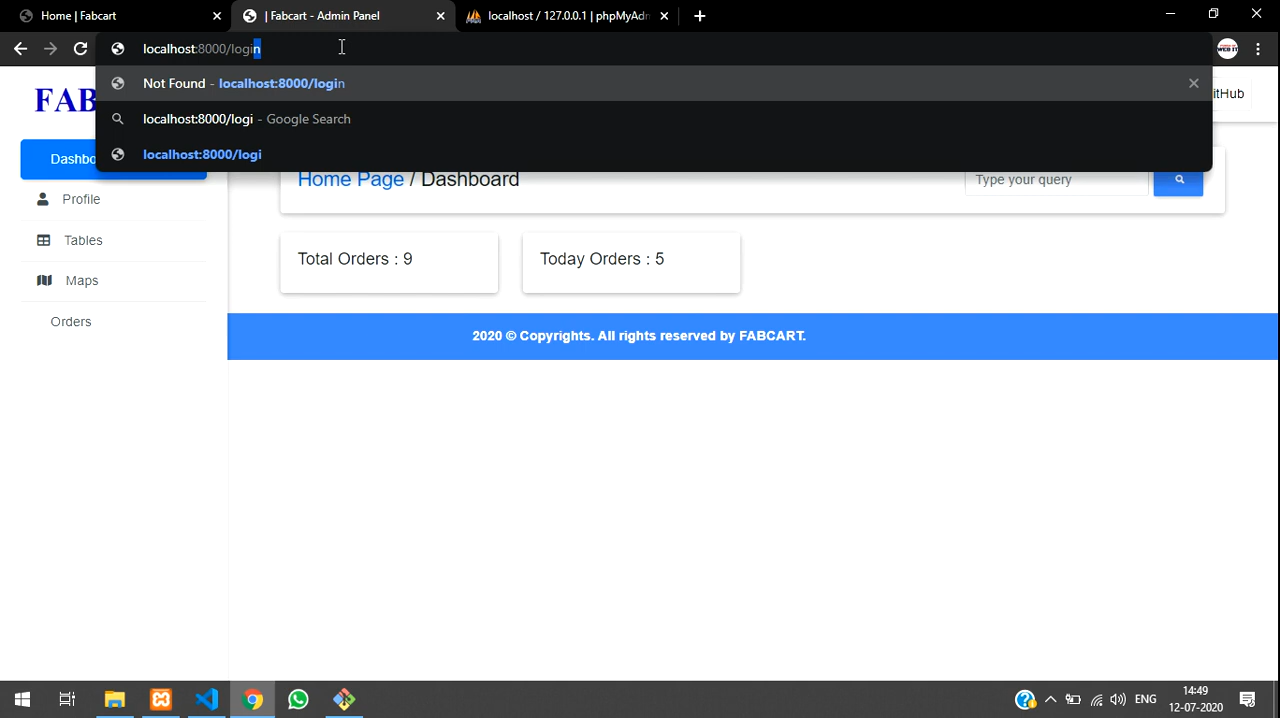 Home | Fabcart
| Fabcart - Admin Panel
localhost / 127.0.0.1 | phpMyAdm
localhost:8000/login
WEB IT
Not Found - localhost:8000/login
localhost:8000/logi - Google Search
localhost:8000/logi
FAB
itHub
Dashbo
Home Page / Dashboard
Type your query
Profile
Tables
Maps
Orders
Total Orders : 9
Today Orders : 5
2020 © Copyrights. All rights reserved by FABCART.
ENG
14:49
12-07-2020